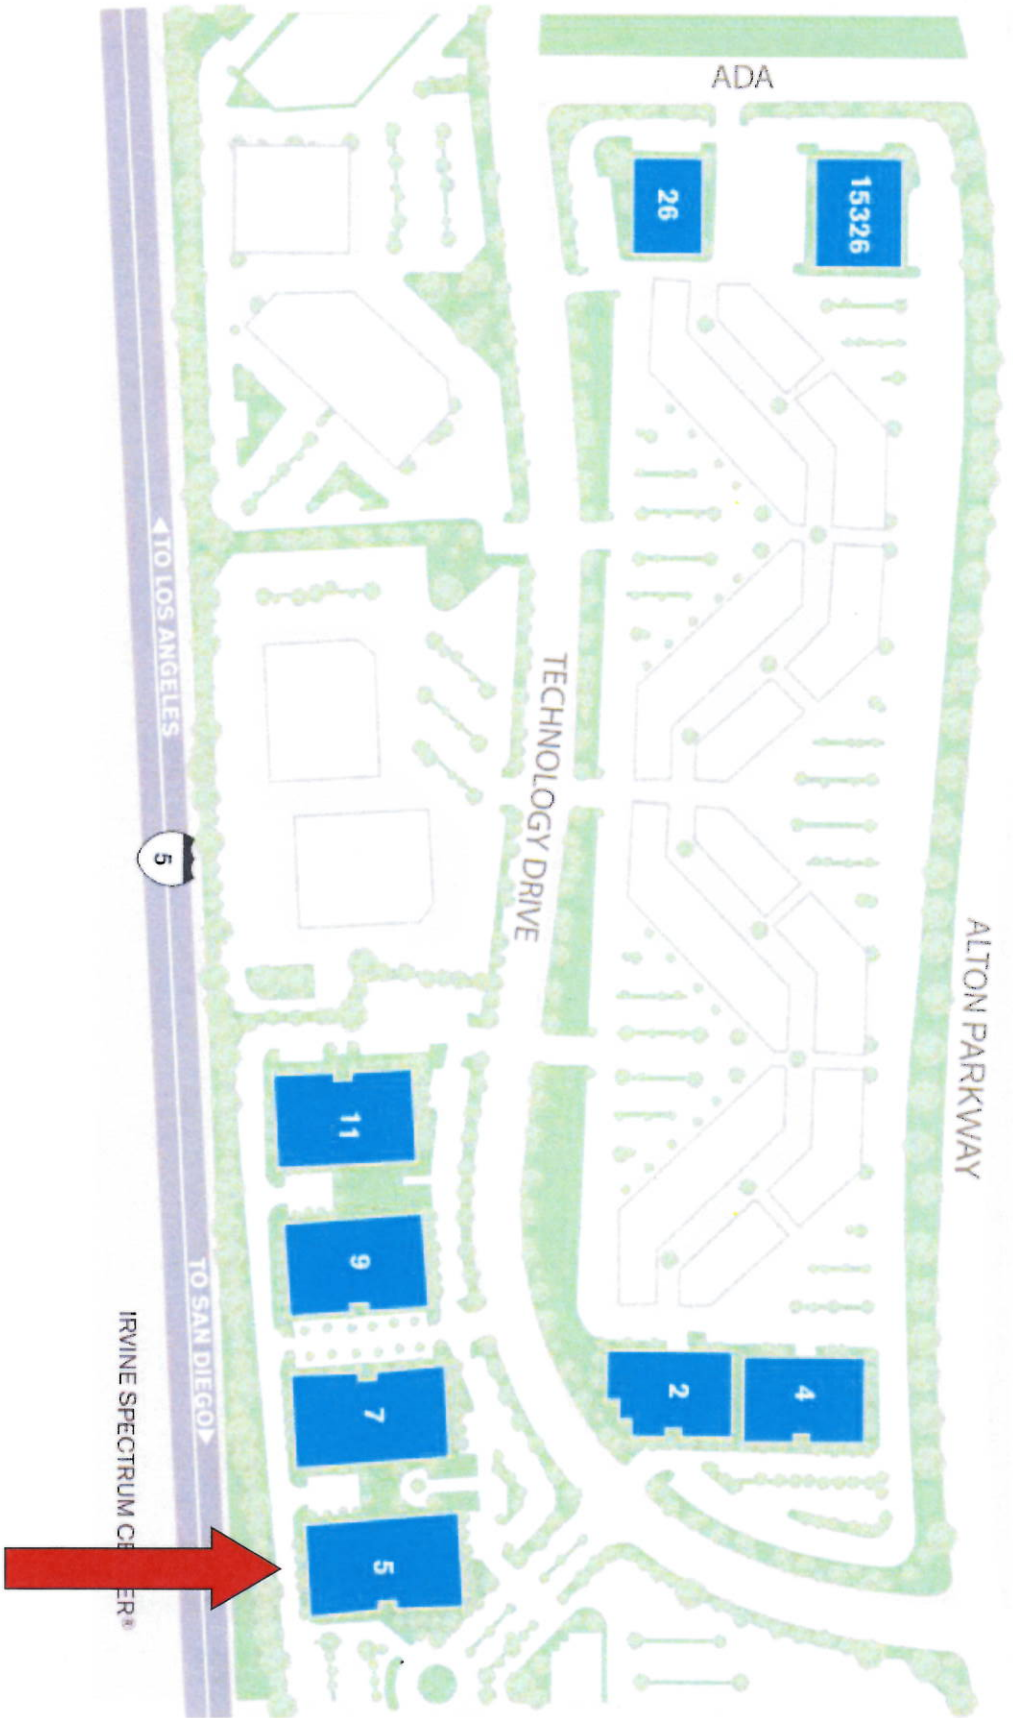 ADA
15326
26
ALTON PARKWAY
TECHNOLOGY DRIVE
TO LOS ANGELES
5
TO SAN DIEGO
11
9
7
5
2
4
IRVINE SPECTRUM CE ER®